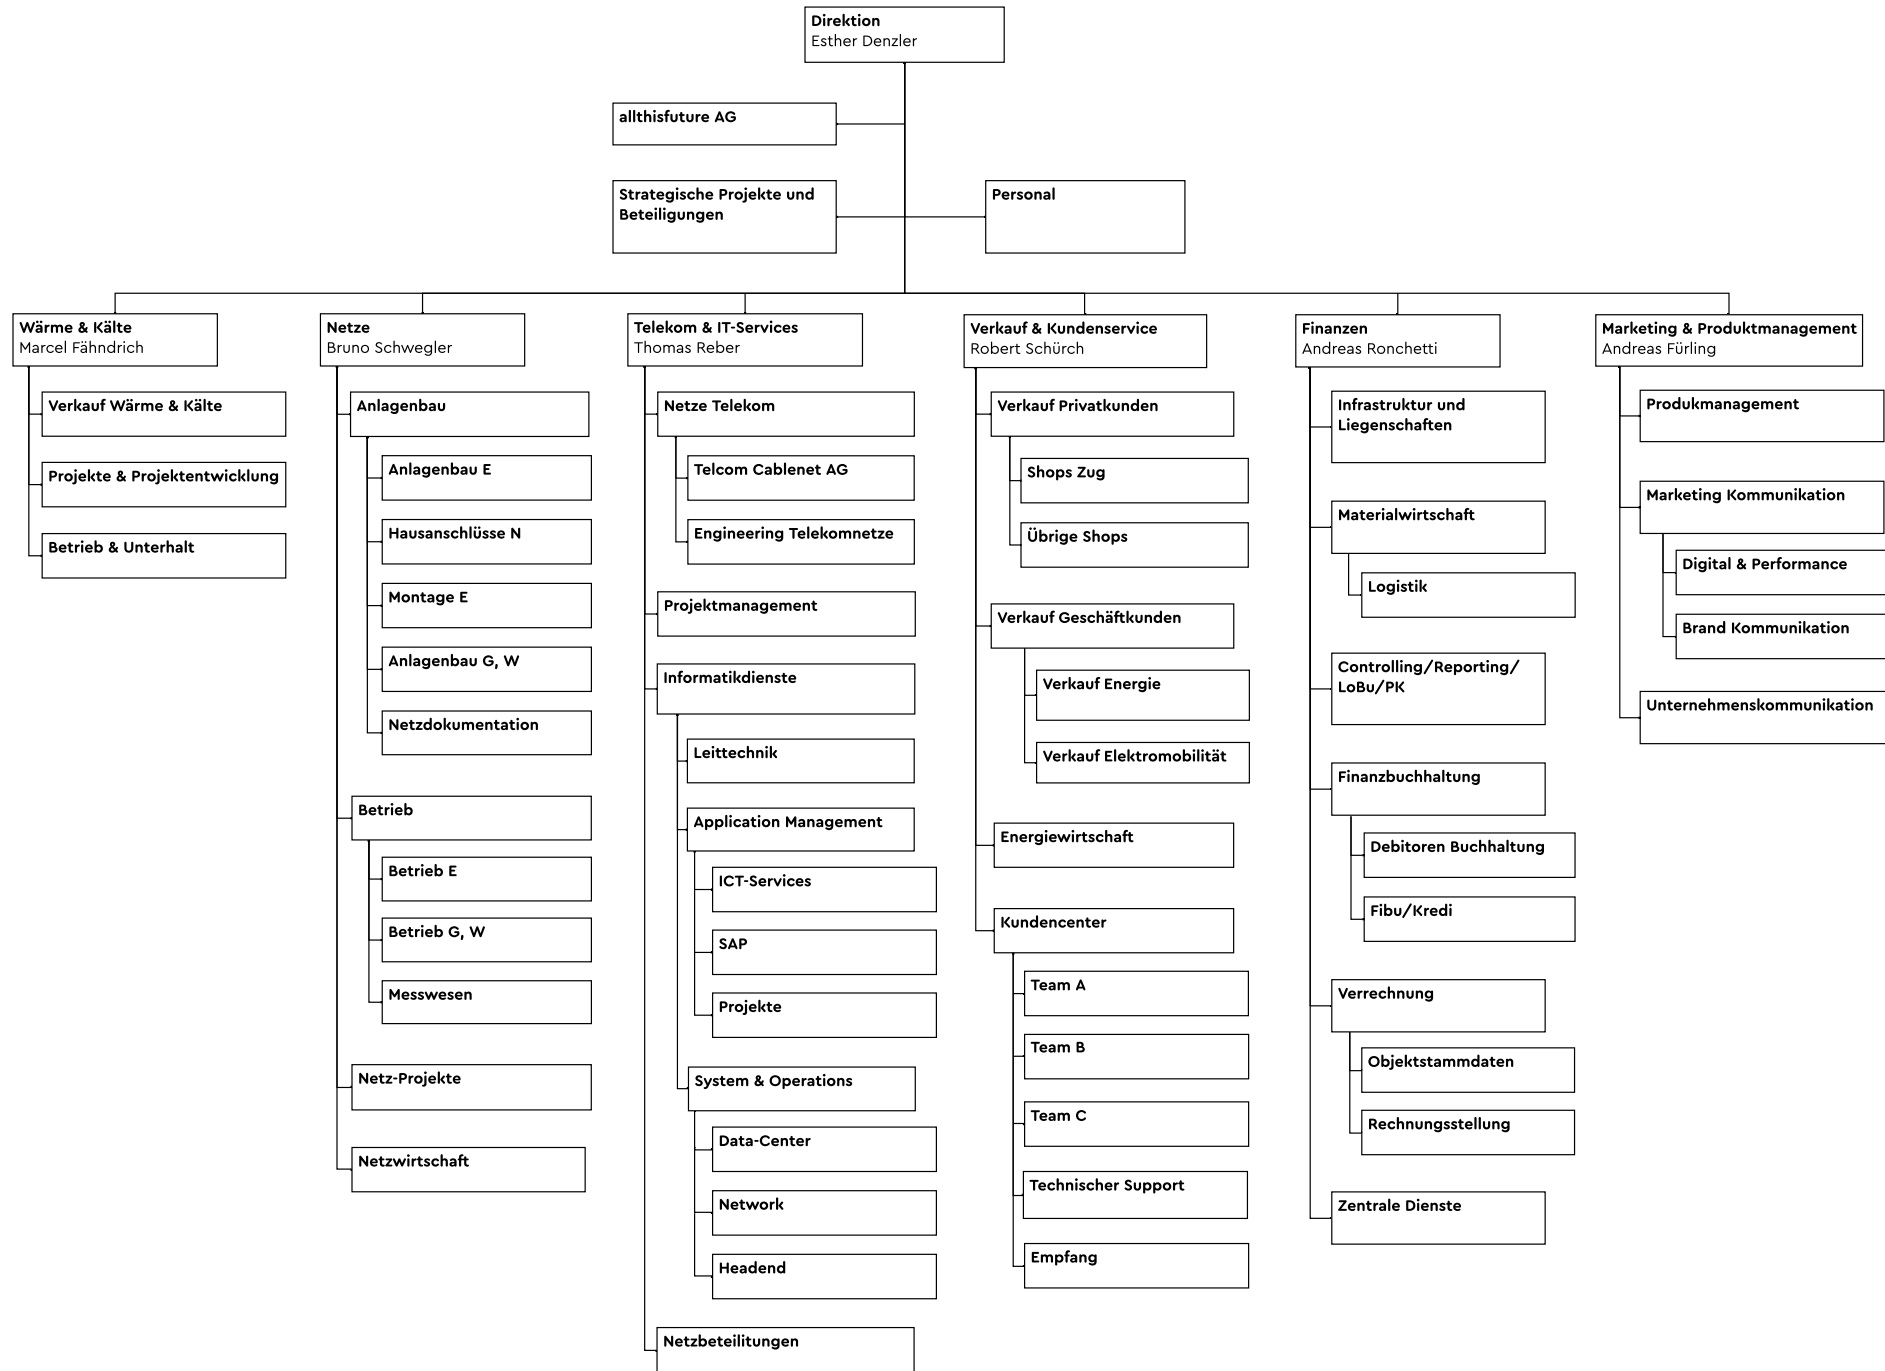 Direktion
Esther Denzler
allthisfuture AG
Strategische Projekte und
Beteiligungen
Personal
Wärme & Kälte
Marcel Fähndrich
Verkauf Wärme & Kälte
Projekte & Projektentwicklung
Betrieb & Unterhalt
Netze
Bruno Schwegler
Anlagenbau
Anlagenbau E
Hausanschlüsse N
Montage E
Anlagenbau G, W
Netzdokumentation
Betrieb
Betrieb E
Betrieb G, W
Messwesen
Netz-Projekte
Netzwirtschaft
Telekom & IT-Services
Thomas Reber
Netze Telekom
Telcom Cablenet AG
Engineering Telekomnetze
Projektmanagement
Informatikdienste
Leittechnik
Application Management
ICT-Services
SAP
Projekte
System & Operations
Data-Center
Network
Headend
Netzbeteilitungen
Verkauf & Kundenservice
Robert Schürch
Verkauf Privatkunden
Shops Zug
Übrige Shops
Verkauf Geschäftkunden
Verkauf Energie
Verkauf Elektromobilität
Energiewirtschaft
Kundencenter
Team A
Team B
Team C
Technischer Support
Empfang
Finanzen
Andreas Ronchetti
Infrastruktur und
Liegenschaften
Materialwirtschaft
Logistik
Controlling/Reporting/
LoBu/PK
Finanzbuchhaltung
Debitoren Buchhaltung
Fibu/Kredi
Verrechnung
Objektstammdaten
Rechnungsstellung
Zentrale Dienste
Marketing & Produktmanagement
Andreas Fürling
Produkmanagement
Marketing Kommunikation
Digital & Performance
Brand Kommunikation
Unternehmenskommunikation